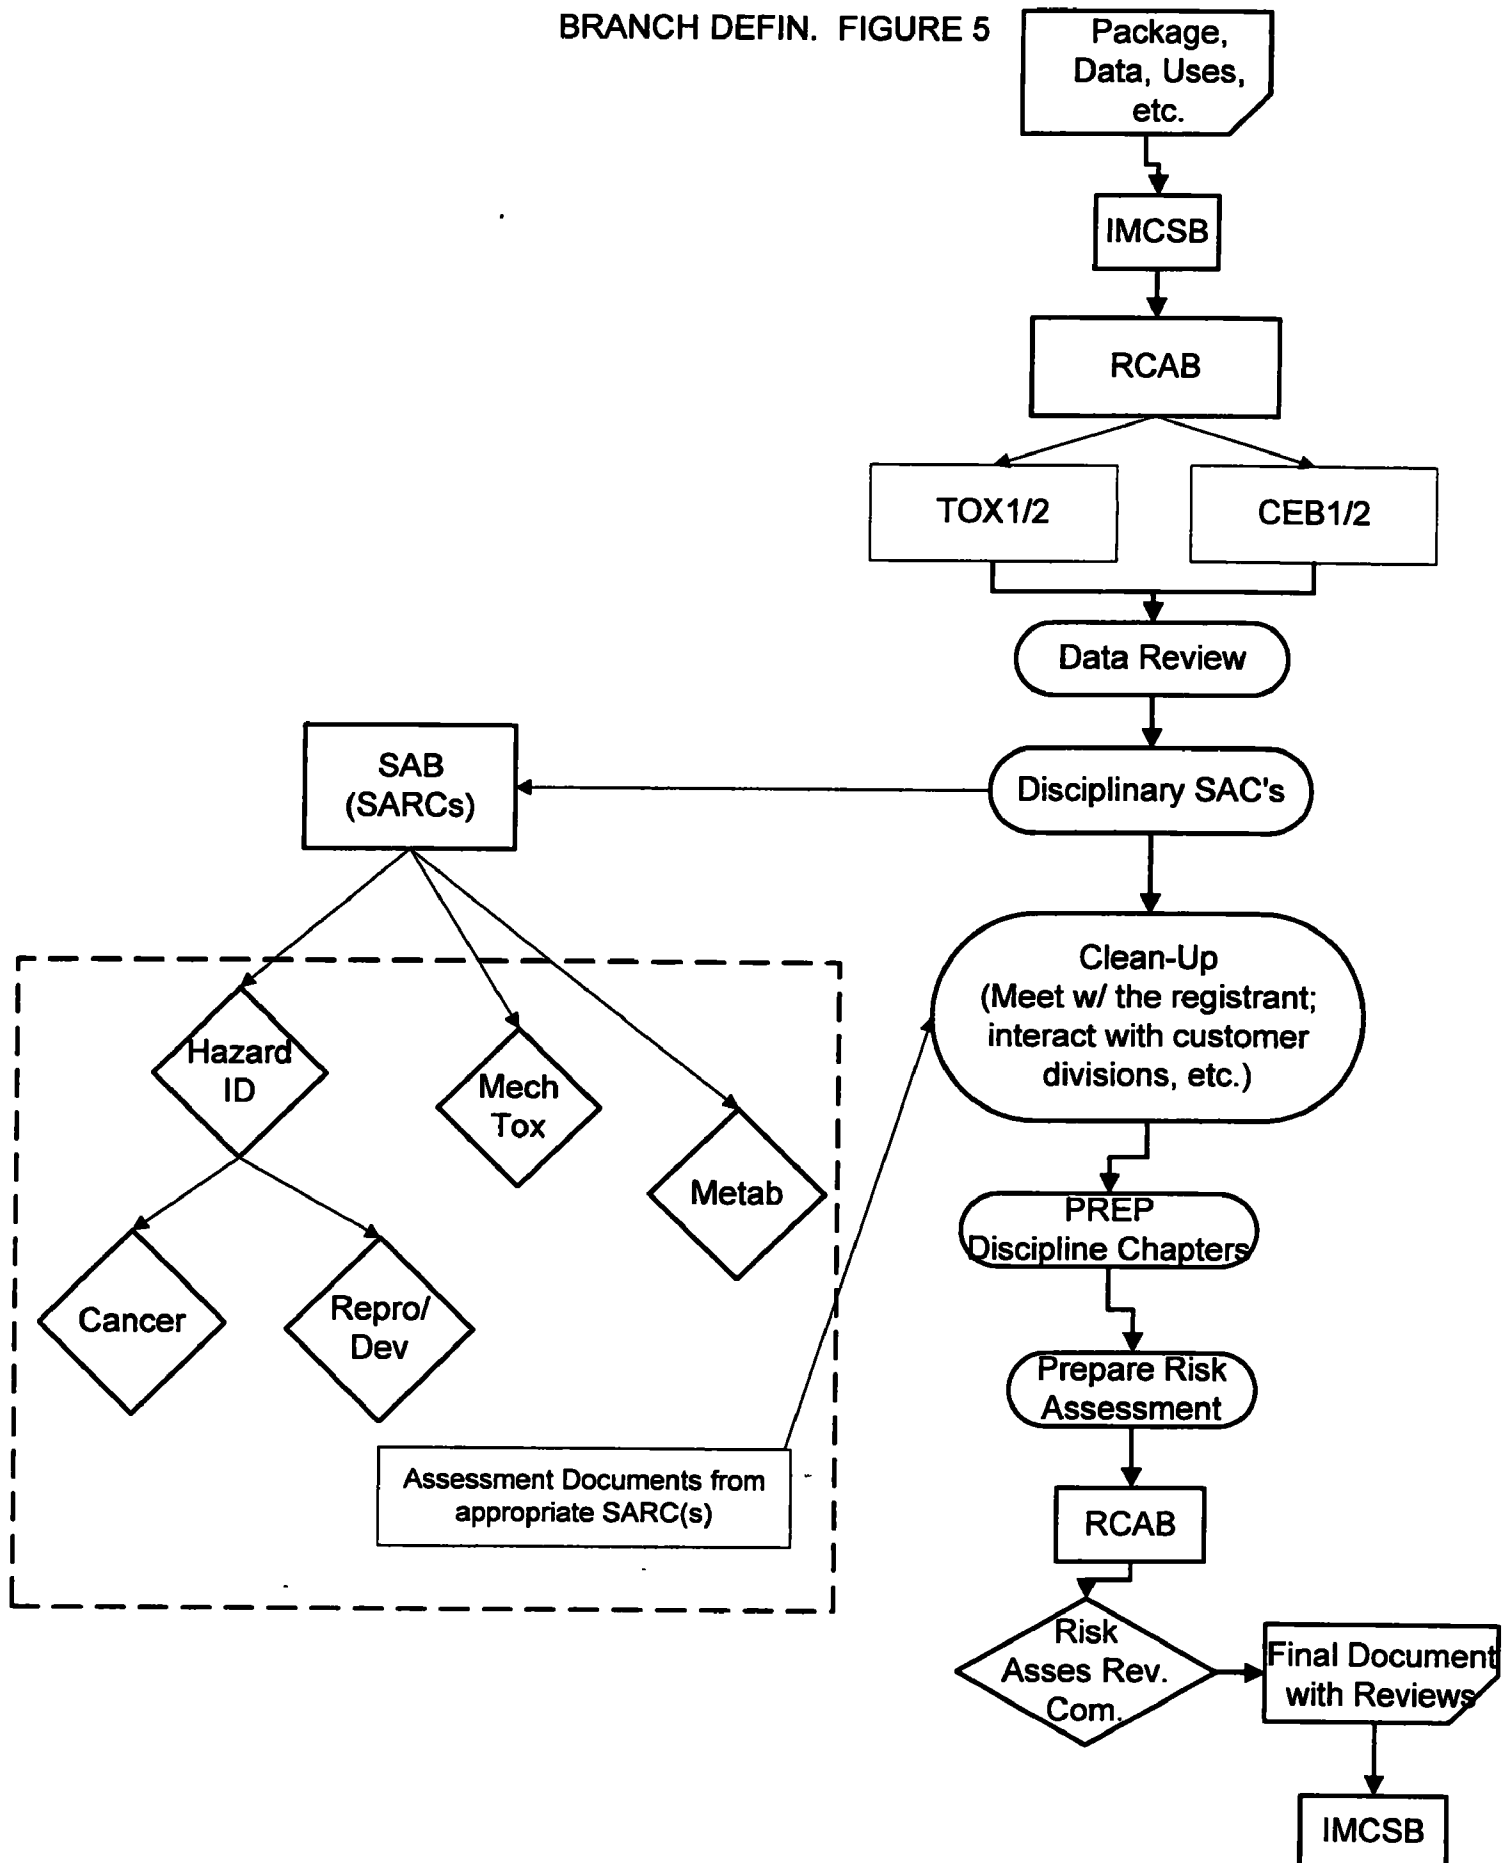 BRANCH DEFIN. FIGURE 5
Package,
Data, Uses,
etc.
IMCSB
RCAB
TOX1/2
CEB1/2
Data Review
Disciplinary SAC's
SAB
(SARCs)
Clean-Up
(Meet w/ the registrant;
interact with customer
divisions, etc.)
Hazard
ID
Mech
Tox
Metab
Cancer
Repro/
Dev
Assessment Documents from
appropriate SARC(s)
PREP
Discipline Chapters
Prepare Risk
Assessment
RCAB
Risk
Asses Rev.
Com.
Final Document
with Reviews
IMCSB